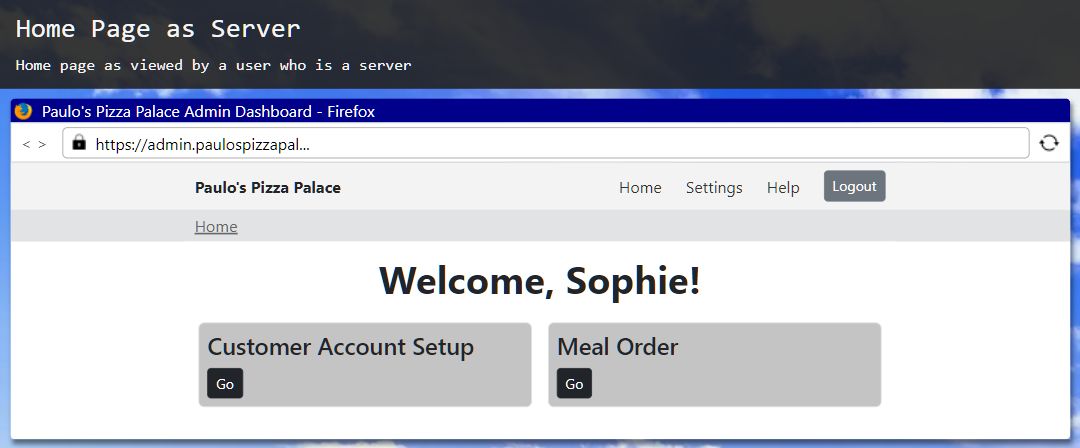 Home Page as Server
Home page as viewed by a user who is a server
Paulo's Pizza Palace Admin Dashboard - Firefox
< > https://admin.paulospizzapal...
Paulo's Pizza Palace Home Settings Help Logout
Home
Welcome, Sophie!
Customer Account Setup
Go
Meal Order
Go